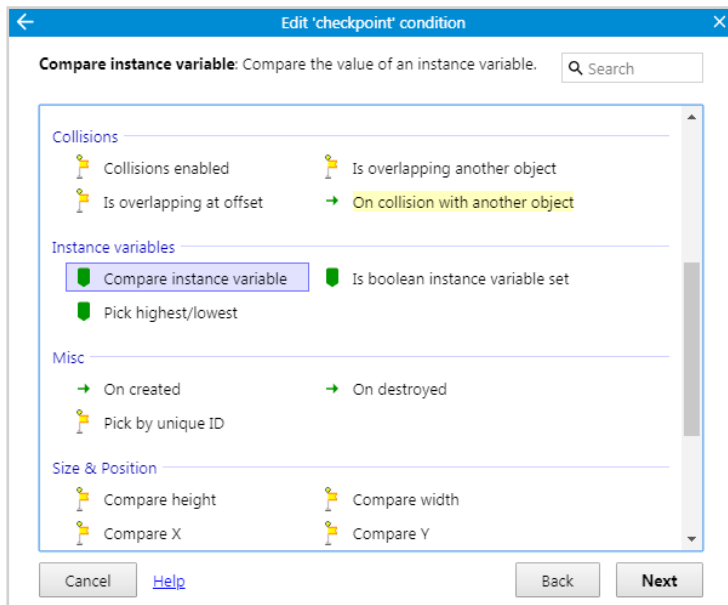 Edit 'checkpoint' condition
Compare instance variable: Compare the value of an instance variable.
Search
Collisions
Collisions enabled
Is overlapping another object
Is overlapping at offset
On collision with another object
Instance variables
Compare instance variable
Is boolean instance variable set
Pick highest/lowest
Misc
On created
On destroyed
Pick by unique ID
Size & Position
Compare height
Compare width
Compare X
Compare Y
Cancel
Help
Back
Next